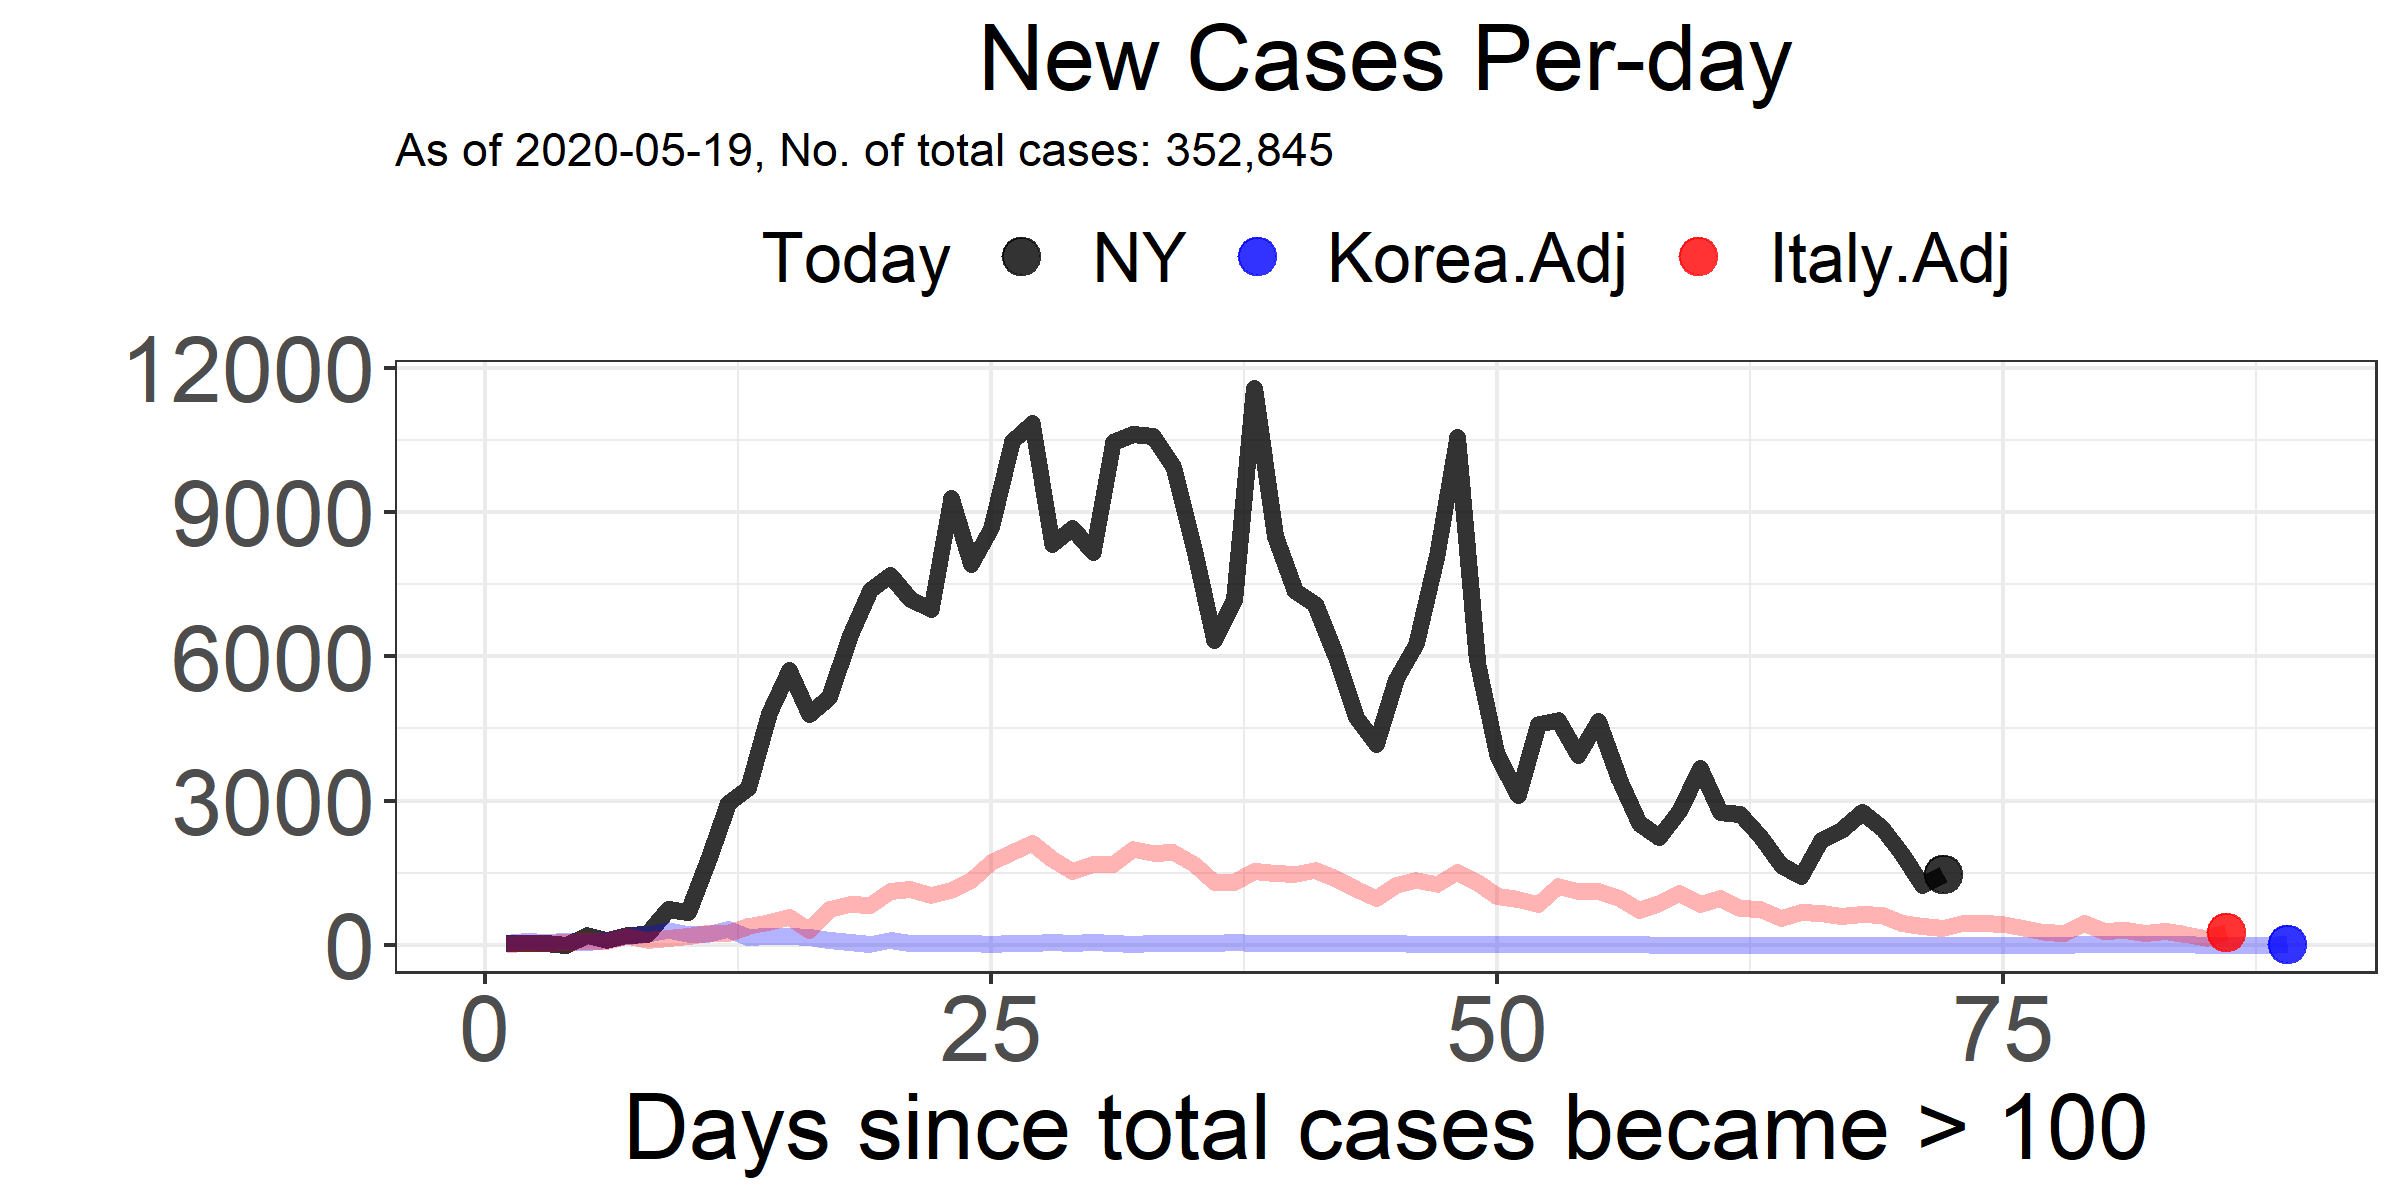 New Cases Per-day
As of 2020-05-19, No. of total cases: 352,845
Today NY Korea.Adj Italy.Adj
12000
9000
6000
3000
0
0 25 50 75
Days since total cases became > 100